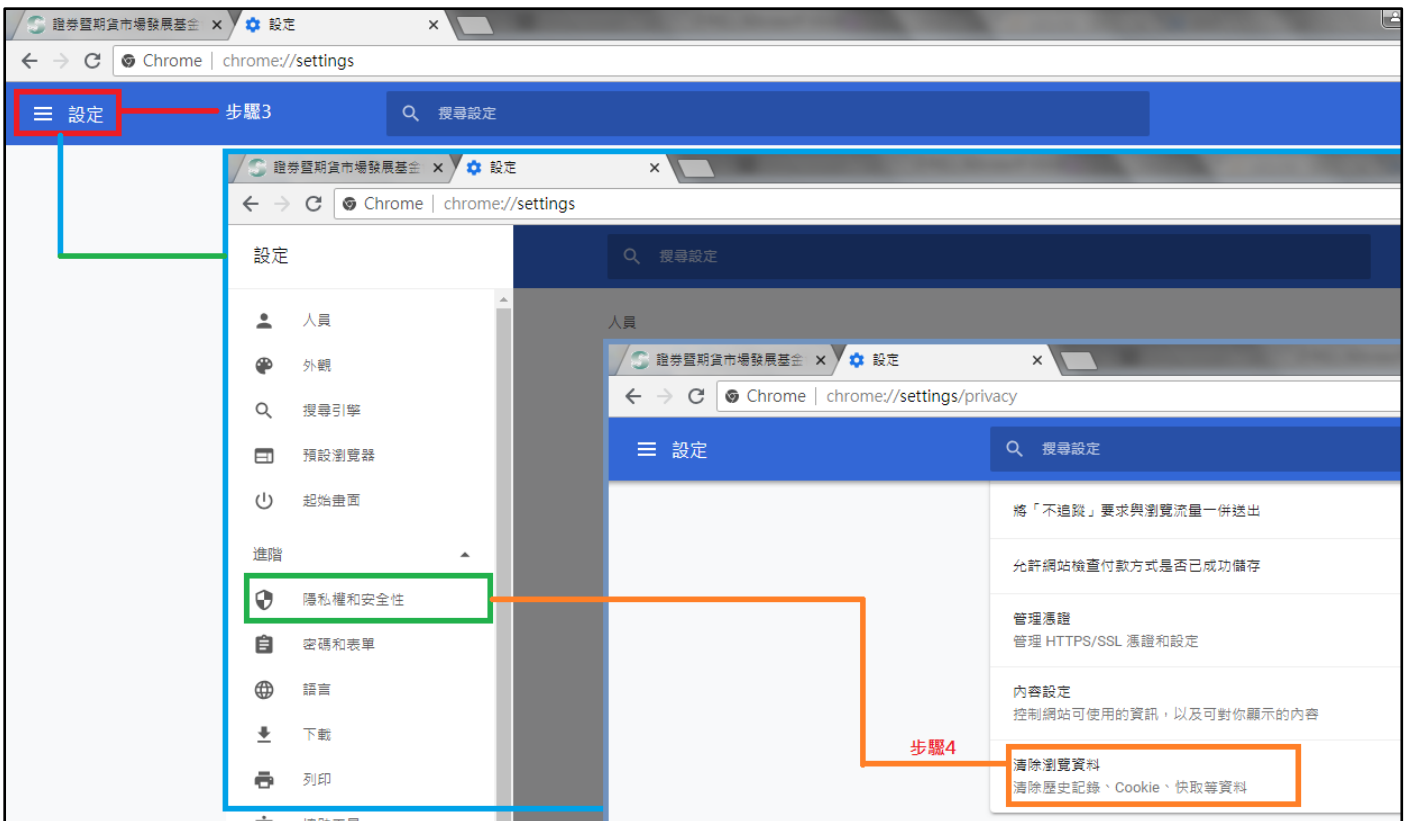 證券暨期貨市場發展基金
設定
Chrome | chrome://settings
設定
步驟3
搜尋設定
證券暨期貨市場發展基金
設定
Chrome | chrome://settings
設定
搜尋設定
人員
外觀
搜尋引擎
預設瀏覽器
起始畫面
進階
隱私權和安全性
密碼和表單
語言
下載
列印
人員
證券暨期貨市場發展基金
設定
Chrome | chrome://settings/privacy
設定
搜尋設定
將「不追蹤」要求與瀏覽流量一併送出
允許網站檢查付款方式是否已成功儲存
管理憑證
管理 HTTPS/SSL 憑證和設定
內容設定
控制網站可使用的資訊，以及可對你顯示的內容
步驟4
清除瀏覽資料
清除歷史記錄、Cookie、快取等資料